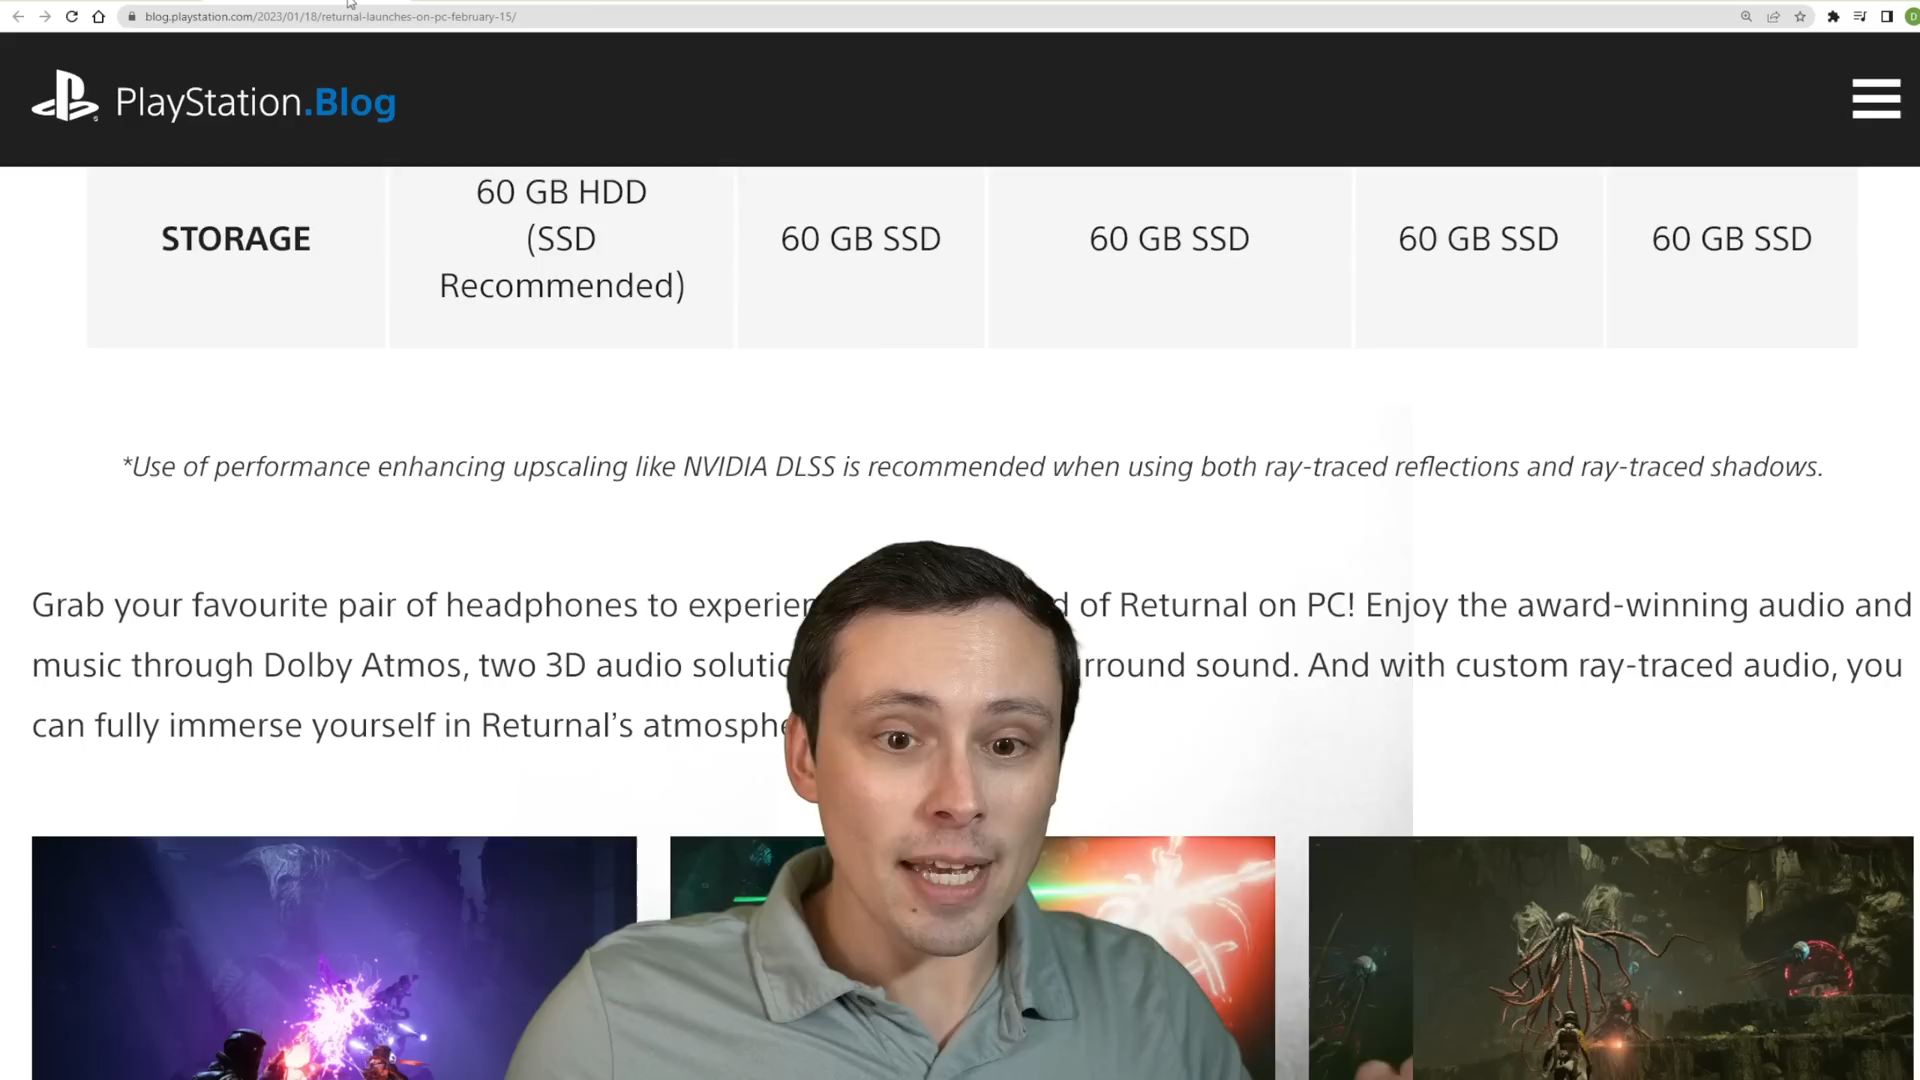 blog.playstation.com/2023/01/18/returnal-launches-on-pc-february-15/
D
PlayStation.Blog
STORAGE
60 GB HDD
(SSD
Recommended)
60 GB SSD
60 GB SSD
60 GB SSD
60 GB SSD
*Use of performance enhancing upscaling like NVIDIA DLSS is recommended when using both ray-traced reflections and ray-traced shadows.
Grab your favourite pair of headphones to of Returnal on PC! Enjoy the award-winning audio and
music through Dolby Atmos, two 3D audio sound. And with custom ray-traced audio, you
can fully immerse yourself in Returnal’s